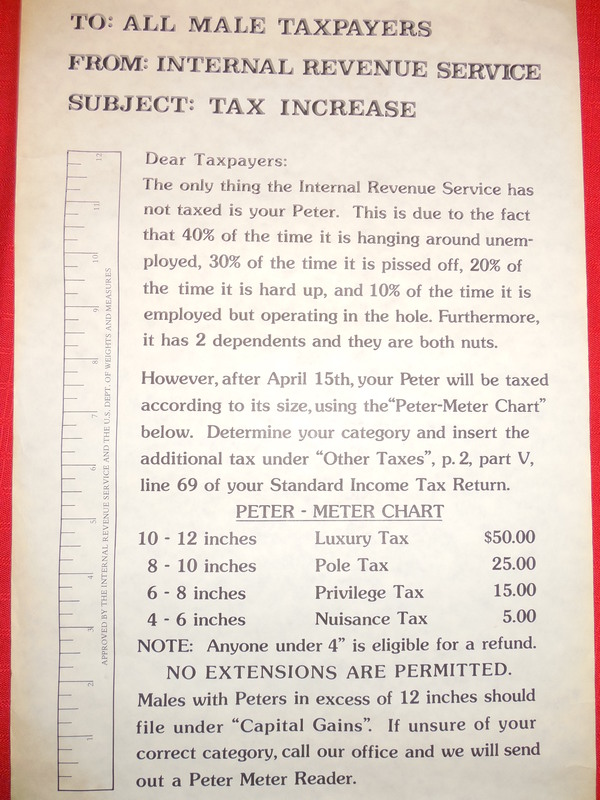 TO: ALL MALE TAXPAYERS
FROM: INTERNAL REVENUE SERVICE
SUBJECT: TAX INCREASE
12
11
10
9
8
7
6
5
4
3
2
1
APPROVED BY THE INTERNAL REVENUE SERVICE AND THE U.S. DEPT. OF WEIGHTS AND MEASURES
Dear Taxpayers:
The only thing the Internal Revenue Service has
not taxed is your Peter. This is due to the fact
that 40% of the time it is hanging around unem-
ployed, 30% of the time it is pissed off, 20% of
the time it is hard up, and 10% of the time it is
employed but operating in the hole. Furthermore,
it has 2 dependents and they are both nuts.
However, after April 15th, your Peter will be taxed
according to its size, using the "Peter-Meter Chart"
below. Determine your category and insert the
additional tax under "Other Taxes", p. 2, part V,
line 69 of your Standard Income Tax Return.
PETER - METER CHART
10 - 12 inches Luxury Tax $50.00
8 - 10 inches Pole Tax 25.00
6 - 8 inches Privilege Tax 15.00
4 - 6 inches Nuisance Tax 5.00
NOTE: Anyone under 4" is eligible for a refund.
NO EXTENSIONS ARE PERMITTED.
Males with Peters in excess of 12 inches should
file under "Capital Gains". If unsure of your
correct category, call our office and we will send
out a Peter Meter Reader.